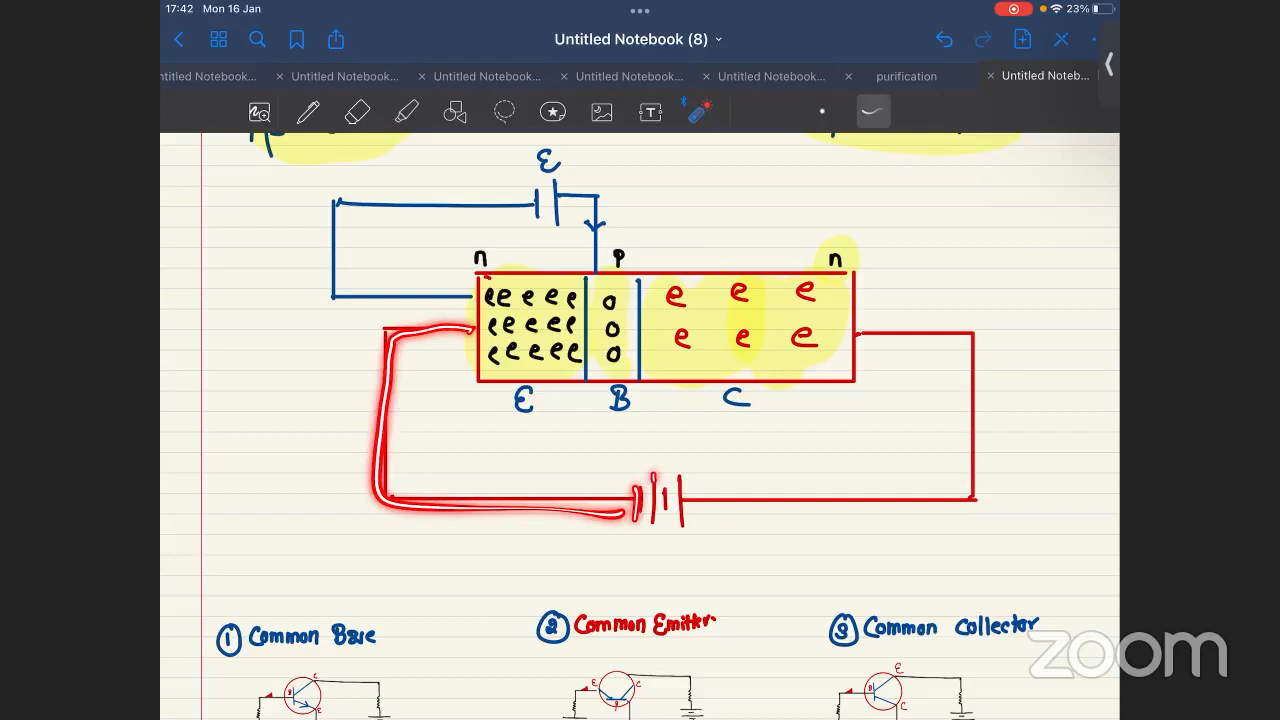 17:42 Mon 16 Jan
23%
Untitled Notebook (8)
ntitled Notebook... Untitled Notebook... Untitled Notebook... Untitled Notebook... Untitled Notebook... purification Untitled Noteb...
T
E
n P n
e e e e e o e e e
e e e e e o e e e
e e e e e o
E B C
① Common Base ② Common Emitter ③ Common Collector
C E C E
B B B
E C
zoom